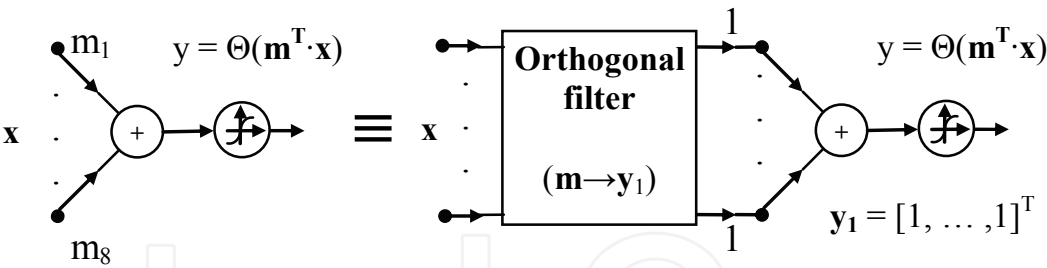 m₁
y = Θ(mᵀ·x)
x
+
m₈
≡
x
Orthogonal
filter
(m→y₁)
1
1
+
y = Θ(mᵀ·x)
y₁ = [1, … ,1]ᵀ